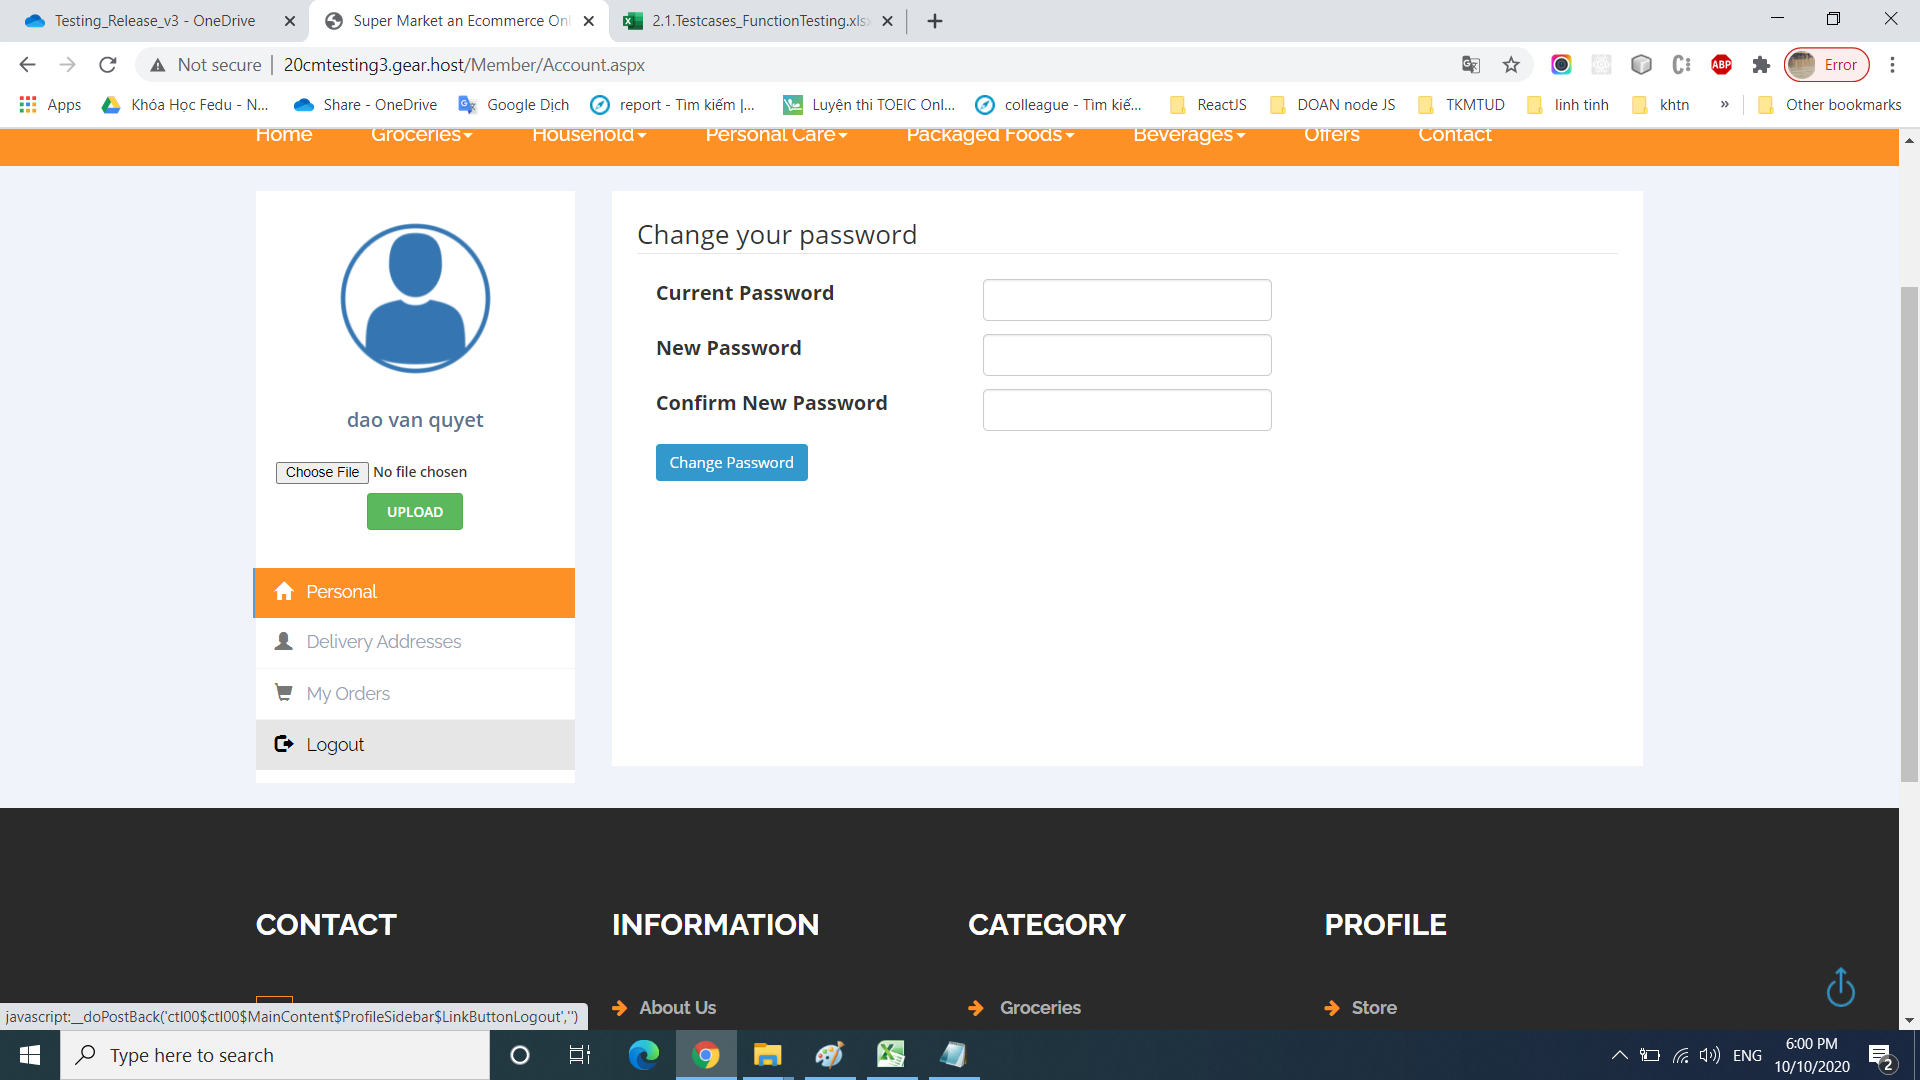 Testing_Release_v3 - OneDrive
Super Market an Ecommerce Onl
2.1.Testcases_FunctionTesting.xlsx
Not secure
20cmtesting3.gear.host/Member/Account.aspx
ABP
Error
Apps
Khóa Học Fedu - N...
Share - OneDrive
Google Dịch
report - Tìm kiếm |...
Luyện thi TOEIC Onl...
colleague - Tìm kiế...
ReactJS
DOAN node JS
TKMTUD
linh tinh
khtn
»
Other bookmarks
Home
Groceries
Household
Personal Care
Packaged Foods
Beverages
Offers
Contact
Change your password
Current Password
New Password
Confirm New Password
Change Password
dao van quyet
Choose File No file chosen
UPLOAD
Personal
Delivery Addresses
My Orders
Logout
CONTACT
INFORMATION
CATEGORY
PROFILE
About Us
Groceries
Store
javascript:__doPostBack('ctl00$ctl00$MainContent$ProfileSidebar$LinkButtonLogout','')
Type here to search
ENG
6:00 PM
10/10/2020
2